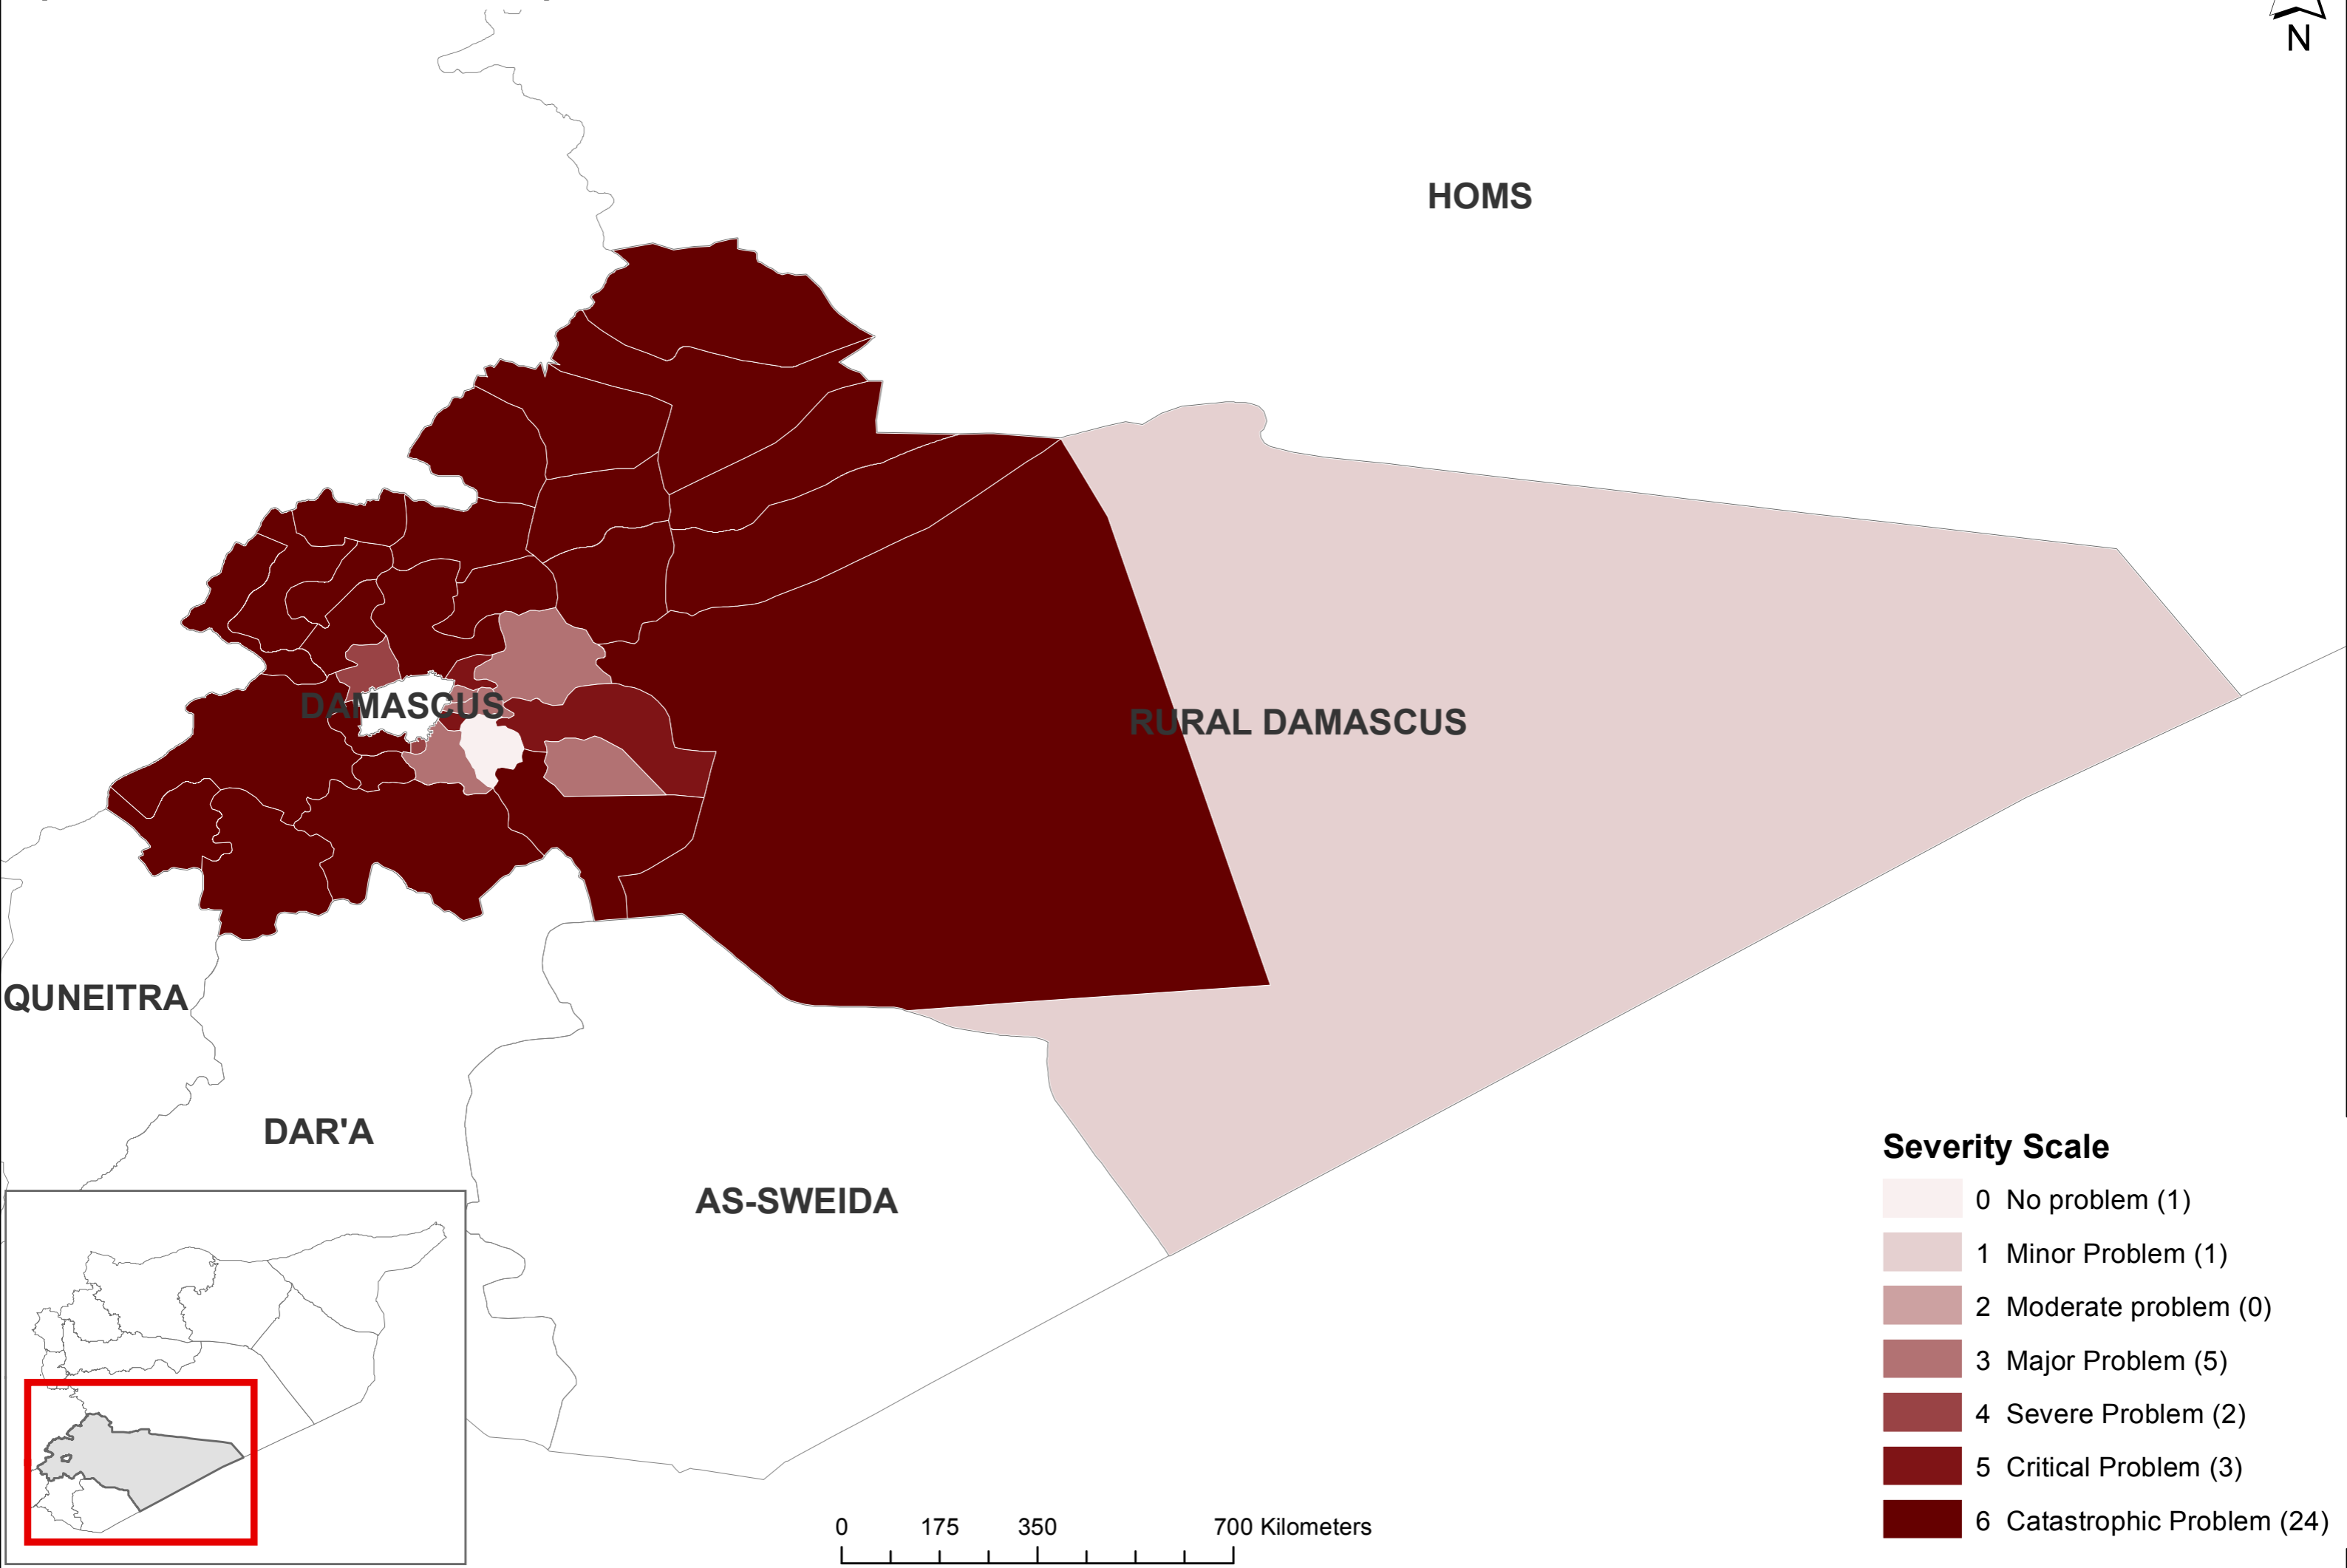 N
HOMS
DAMASCUS
RURAL DAMASCUS
QUNEITRA
DAR'A
AS-SWEIDA
Severity Scale
0 No problem (1)
1 Minor Problem (1)
2 Moderate problem (0)
3 Major Problem (5)
4 Severe Problem (2)
5 Critical Problem (3)
6 Catastrophic Problem (24)
0 175 350 700 Kilometers